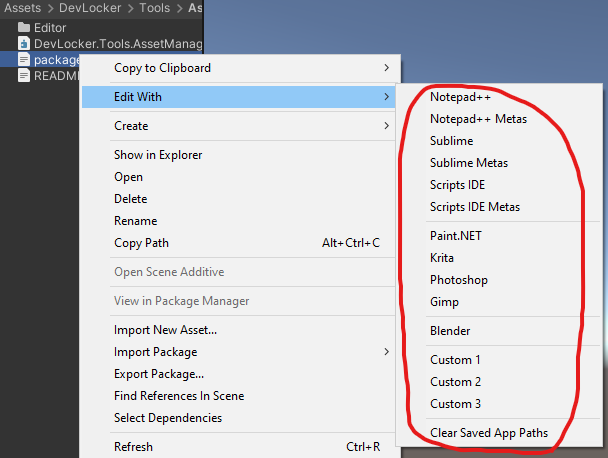 Assets > DevLocker > Tools > As
Editor
DevLocker.Tools.AssetManag
package
README
Copy to Clipboard
Edit With
Create
Show in Explorer
Open
Delete
Rename
Copy Path Alt+Ctrl+C
Open Scene Additive
View in Package Manager
Import New Asset...
Import Package
Export Package...
Find References In Scene
Select Dependencies
Refresh Ctrl+R
Notepad++
Notepad++ Metas
Sublime
Sublime Metas
Scripts IDE
Scripts IDE Metas
Paint.NET
Krita
Photoshop
Gimp
Blender
Custom 1
Custom 2
Custom 3
Clear Saved App Paths